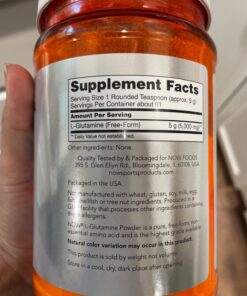 Supplement Facts
Serving Size 1 Rounded Teaspoon (approx. 5 g)
Servings Per Container about 91
Amount Per Serving
L-Glutamine (Free-Form) 5 g (5,000 mg)*
* Daily Value not established.
Other ingredients: None.
Quality Tested by & Packaged for NOW FOODS
395 S. Glen Ellyn Rd., Bloomingdale, IL 60108, USA
nowsportsproducts.com
Packaged in the USA.
Not manufactured with wheat, gluten, soy, milk, egg,
fish, shellfish or tree nut ingredients. Produced in a
GMP facility that processes other ingredients containing
these allergens.
NOW® L-Glutamine Powder is a pure, free-form, non-
essential amino acid and is the highest grade available.
Natural color variation may occur in this product.
This product is sold by weight not volume.
Store in a cool, dry, dark place after opening.